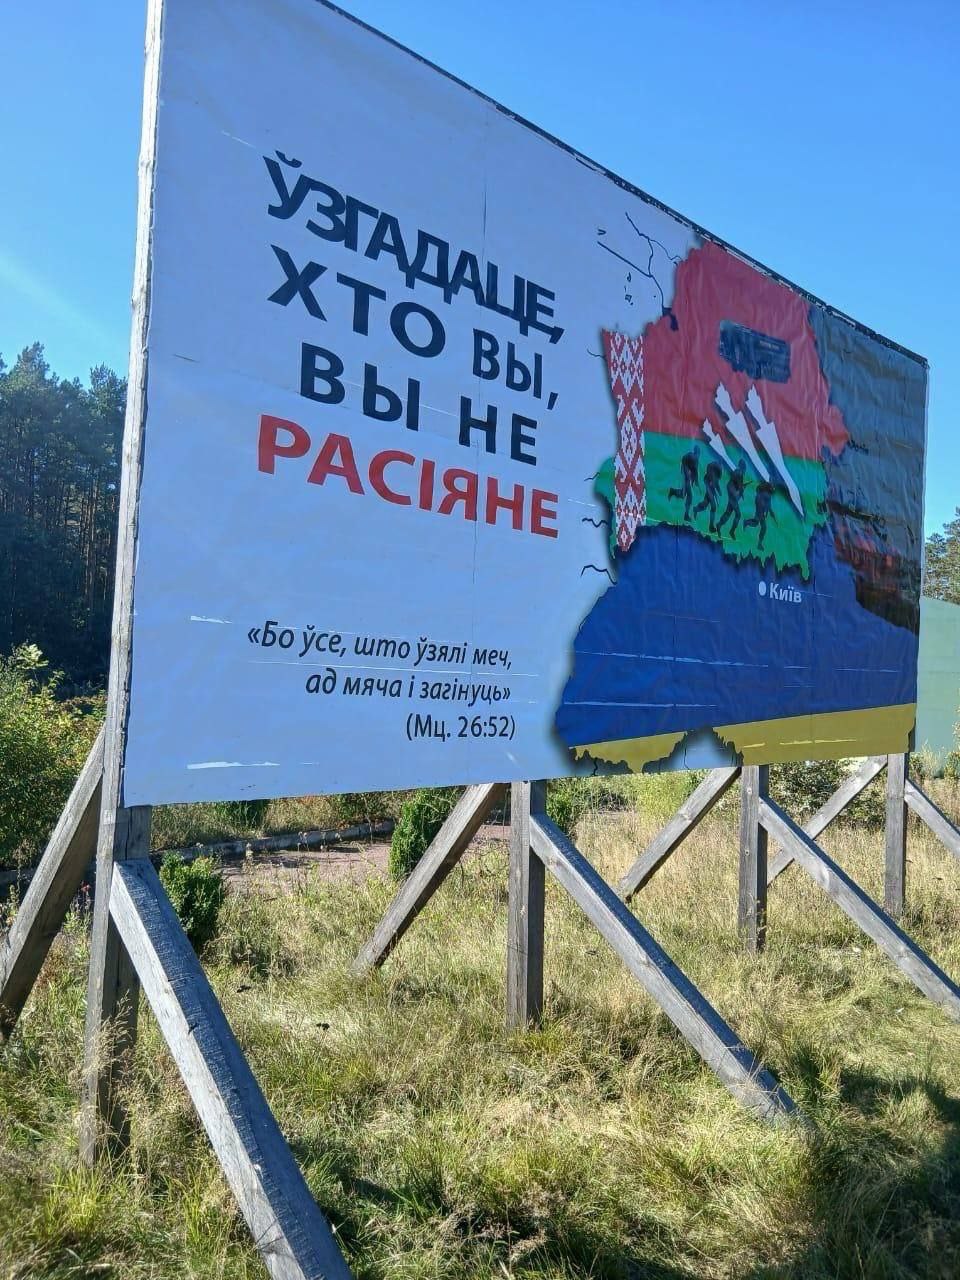 ЎЗГАДАЦЕ,
ХТО ВЫ,
ВЫ НЕ
РАСІЯНЕ
«Бо ўсе, што ўзялі меч,
ад мяча і загінуць»
(Мц. 26:52)
Київ